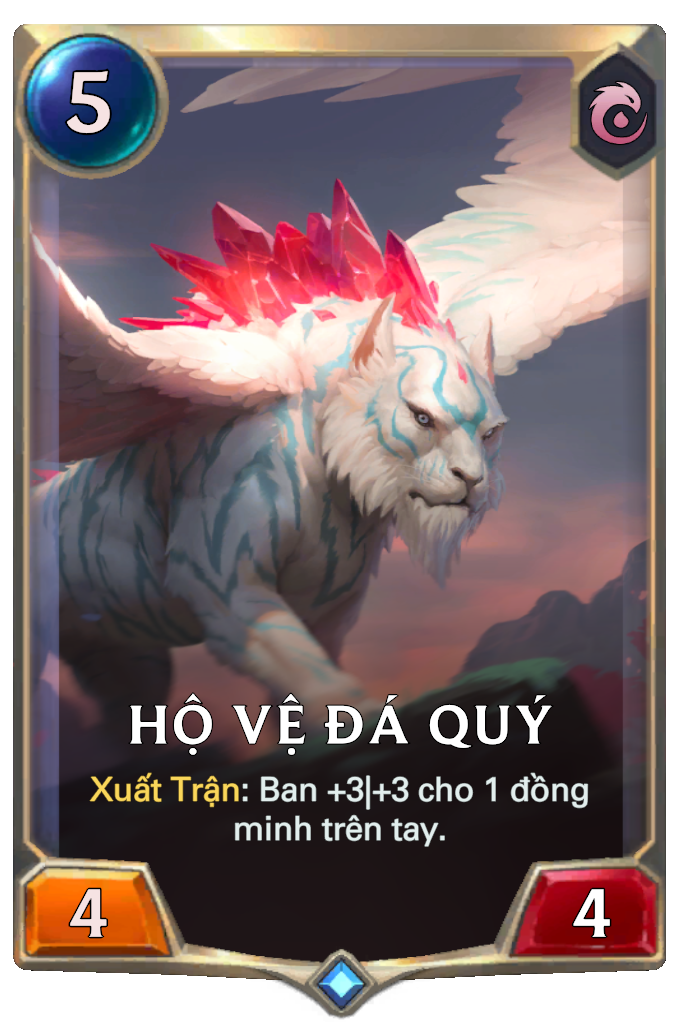 5
HỘ VỆ ĐÁ QUÝ
Xuất Trận: Ban +3|+3 cho 1 đồng
minh trên tay.
4
4